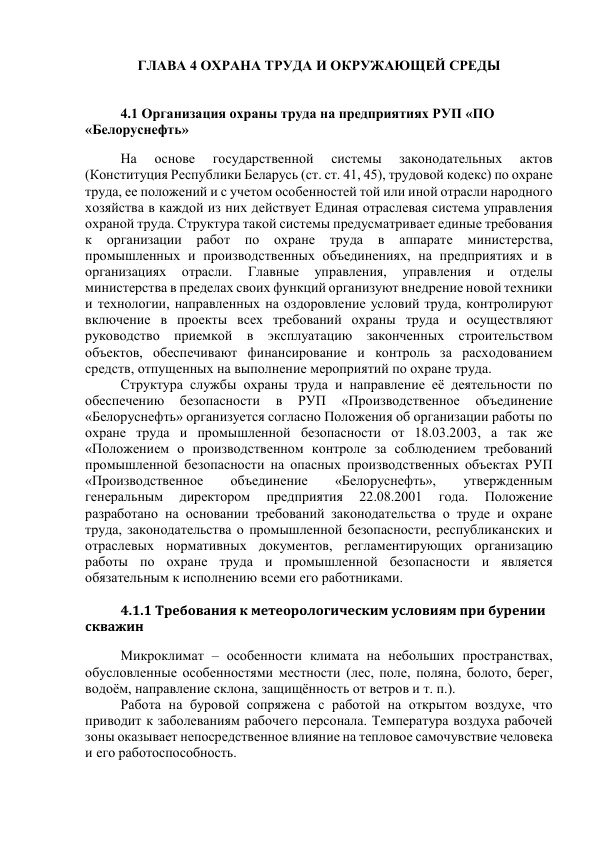 ГЛАВА 4 ОХРАНА ТРУДА И ОКРУЖАЮЩЕЙ СРЕДЫ
4.1 Организация охраны труда на предприятиях РУП «ПО
«Белоруснефть»
На основе государственной системы законодательных актов
(Конституция Республики Беларусь (ст. ст. 41, 45), трудовой кодекс) по охране
труда, ее положений и с учетом особенностей той или иной отрасли народного
хозяйства в каждой из них действует Единая отраслевая система управления
охраной труда. Структура такой системы предусматривает единые требования
к организации работ по охране труда в аппарате министерства,
промышленных и производственных объединениях, на предприятиях и в
организациях отрасли. Главные управления, управления и отделы
министерства в пределах своих функций организуют внедрение новой техники
и технологии, направленных на оздоровление условий труда, контролируют
включение в проекты всех требований охраны труда и осуществляют
руководство приемкой в эксплуатацию законченных строительством
объектов, обеспечивают финансирование и контроль за расходованием
средств, отпущенных на выполнение мероприятий по охране труда.
Структура службы охраны труда и направление её деятельности по
обеспечению безопасности в РУП «Производственное объединение
«Белоруснефть» организуется согласно Положения об организации работы по
охране труда и промышленной безопасности от 18.03.2003, а так же
«Положением о производственном контроле за соблюдением требований
промышленной безопасности на опасных производственных объектах РУП
«Производственное объединение «Белоруснефть», утвержденным
генеральным директором предприятия 22.08.2001 года. Положение
разработано на основании требований законодательства о труде и охране
труда, законодательства о промышленной безопасности, республиканских и
отраслевых нормативных документов, регламентирующих организацию
работы по охране труда и промышленной безопасности и является
обязательным к исполнению всеми его работниками.
4.1.1 Требования к метеорологическим условиям при бурении
скважин
Микроклимат – особенности климата на небольших пространствах,
обусловленные особенностями местности (лес, поле, поляна, болото, берег,
водоём, направление склона, защищённость от ветров и т. п.).
Работа на буровой сопряжена с работой на открытом воздухе, что
приводит к заболеваниям рабочего персонала. Температура воздуха рабочей
зоны оказывает непосредственное влияние на тепловое самочувствие человека
и его работоспособность.